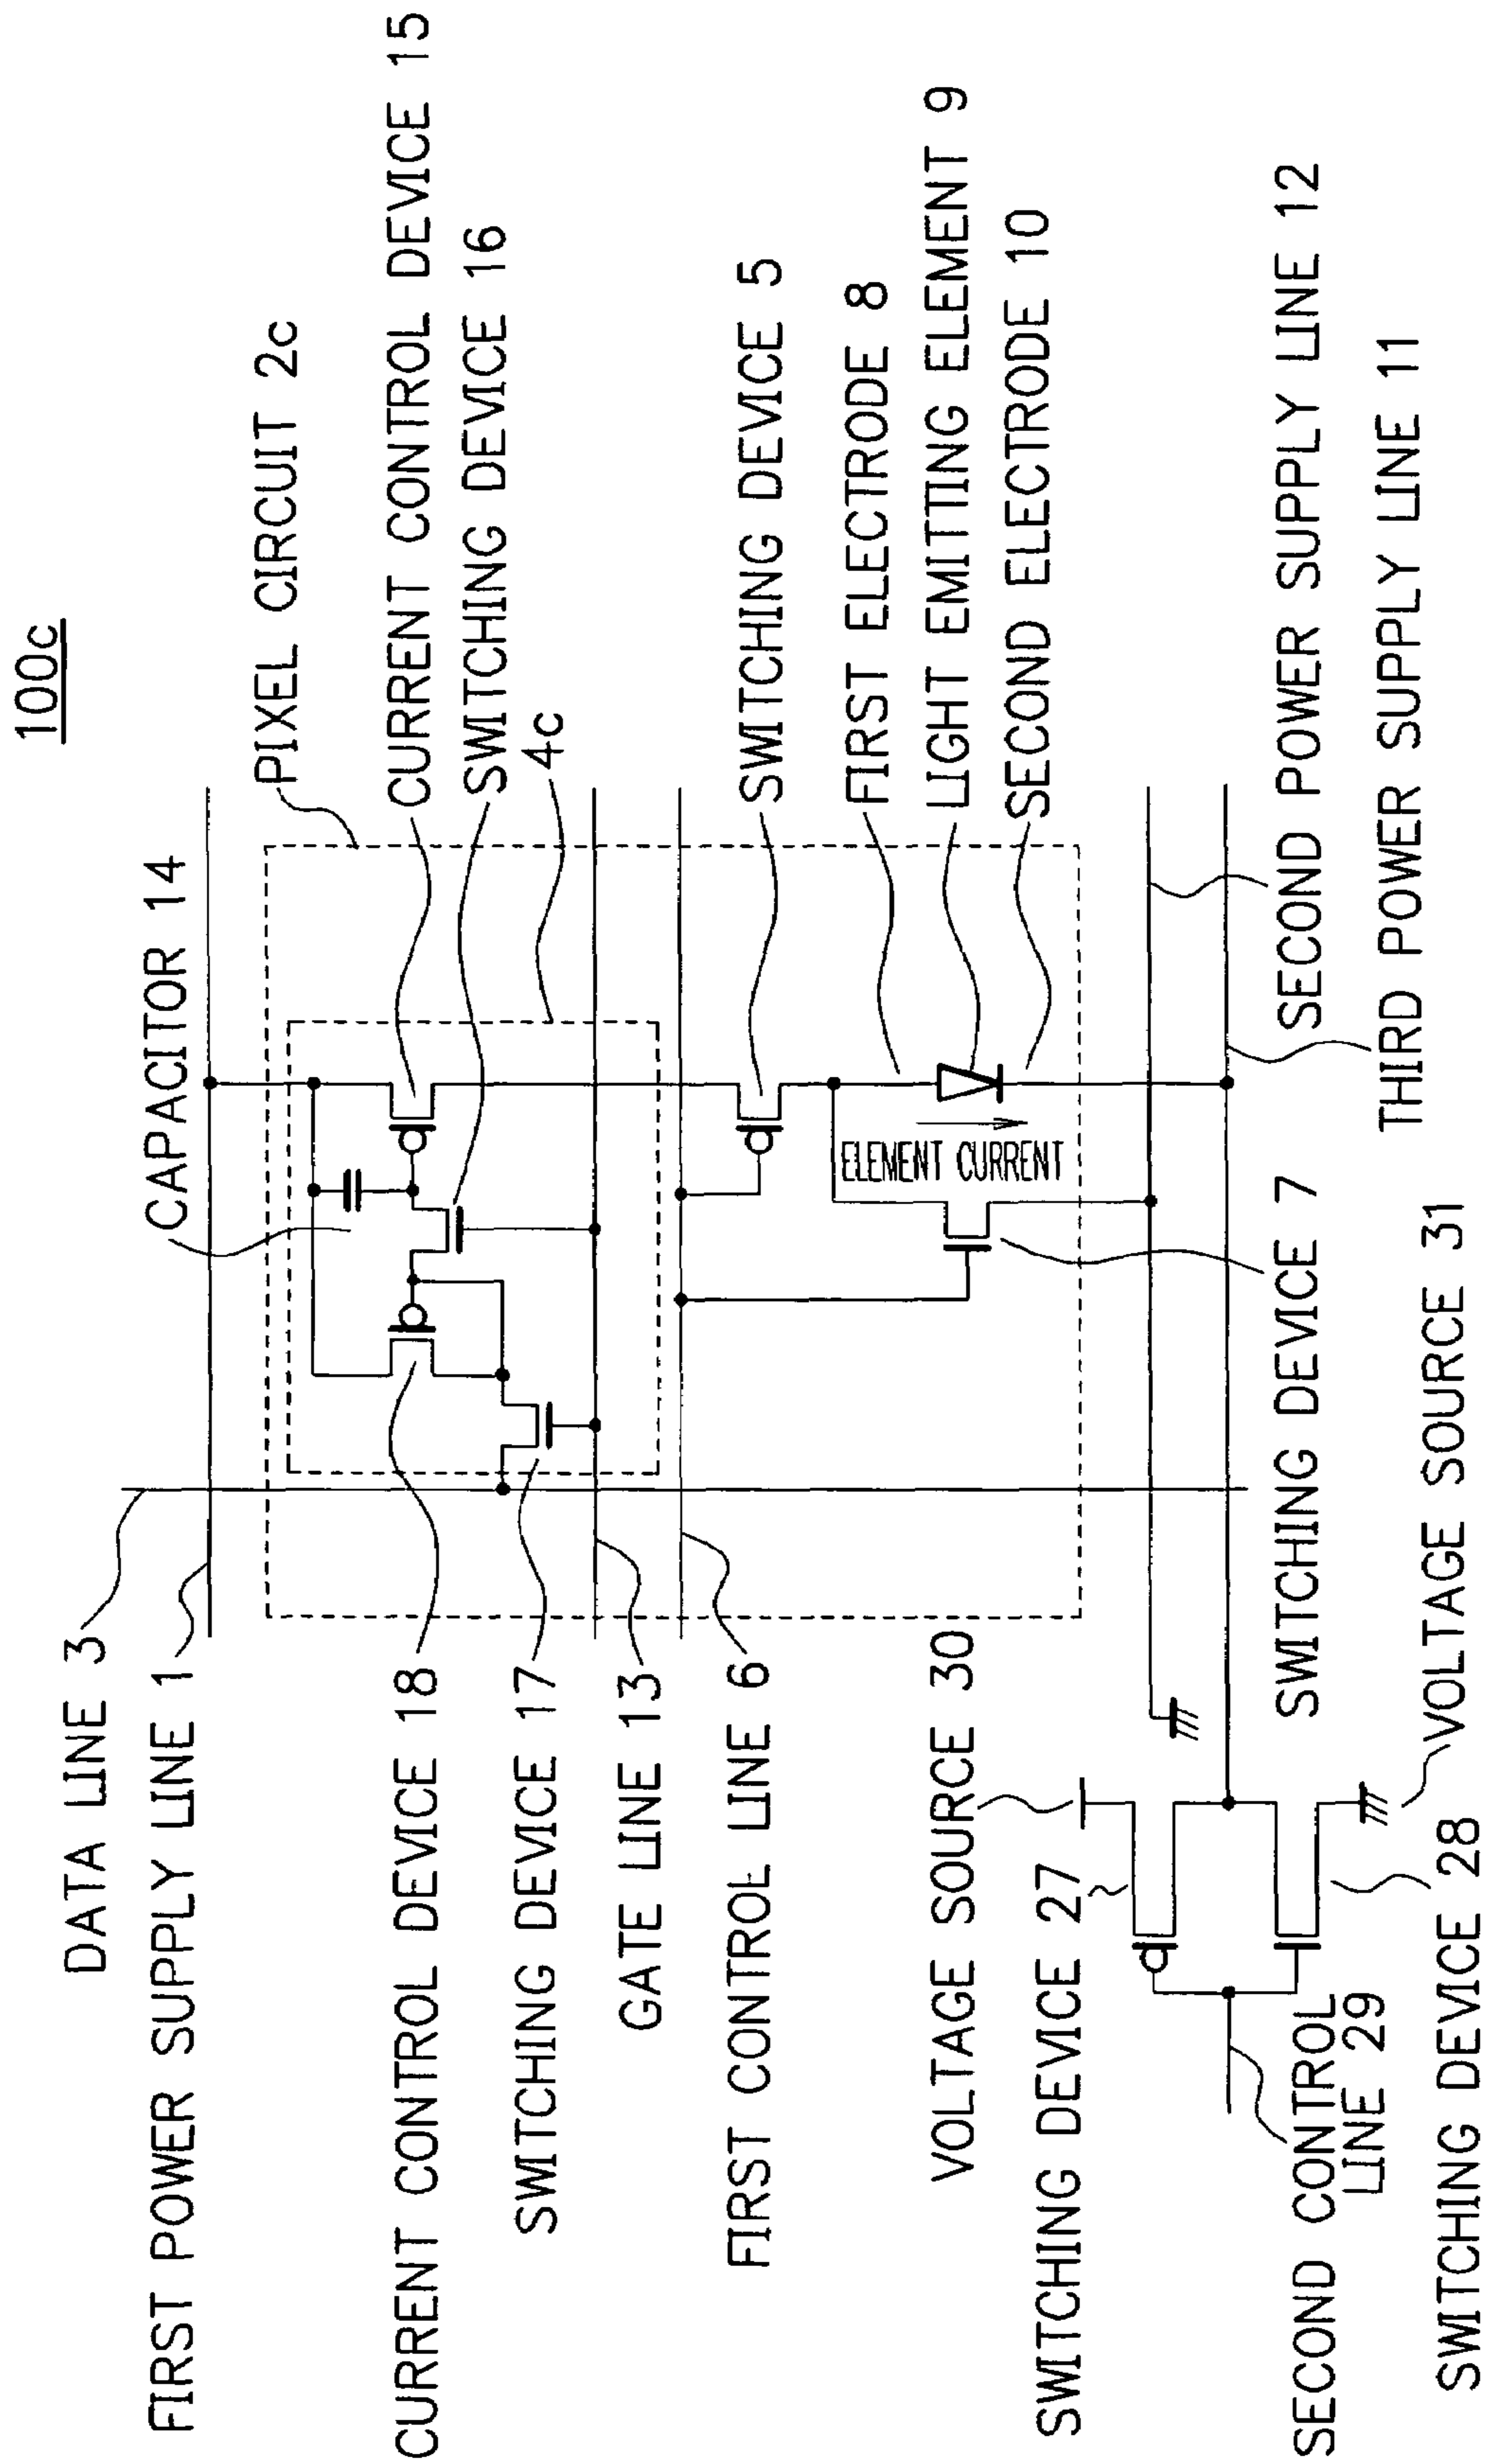 100c
DATA LINE 3
FIRST POWER SUPPLY LINE 1
CAPACITOR 14
PIXEL CIRCUIT 2c
CURRENT CONTROL DEVICE 15
SWITCHING DEVICE 16
4c
CURRENT CONTROL DEVICE 18
SWITCHING DEVICE 17
GATE LINE 13
FIRST CONTROL LINE 6
SWITCHING DEVICE 5
FIRST ELECTRODE 8
LIGHT EMITTING ELEMENT 9
SECOND ELECTRODE 10
ELEMENT CURRENT
VOLTAGE SOURCE 30
SWITCHING DEVICE 27
SECOND CONTROL
LINE 29
SWITCHING DEVICE 28
SWITCHING DEVICE 7
VOLTAGE SOURCE 31
SECOND POWER SUPPLY LINE 12
THIRD POWER SUPPLY LINE 11